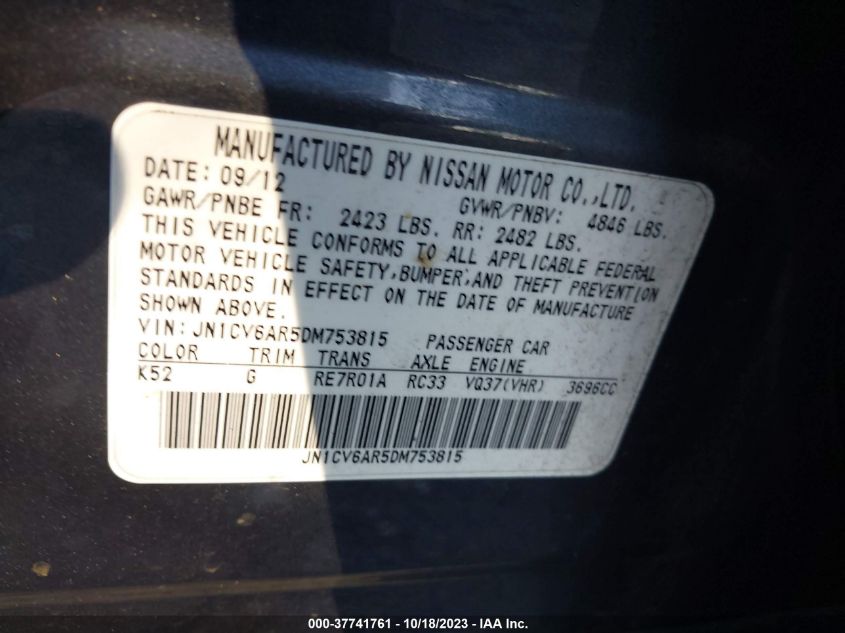 MANUFACTURED BY NISSAN MOTOR CO.,LTD.
DATE: 09/12 GVWR/PNBV: 4846 LBS.
GAWR/PNBE FR: 2423 LBS. RR: 2482 LBS.
THIS VEHICLE CONFORMS TO ALL APPLICABLE FEDERAL
MOTOR VEHICLE SAFETY,BUMPER,AND THEFT PREVENTION
STANDARDS IN EFFECT ON THE DATE OF MANUFACTURE
SHOWN ABOVE.
VIN: JN1CV6AR5DM753815 PASSENGER CAR
COLOR TRIM TRANS AXLE ENGINE
K52 G RE7R01A RC33 VQ37(VHR) 3696CC
JN1CV6AR5DM753815
000-37741761 - 10/18/2023 - IAA Inc.